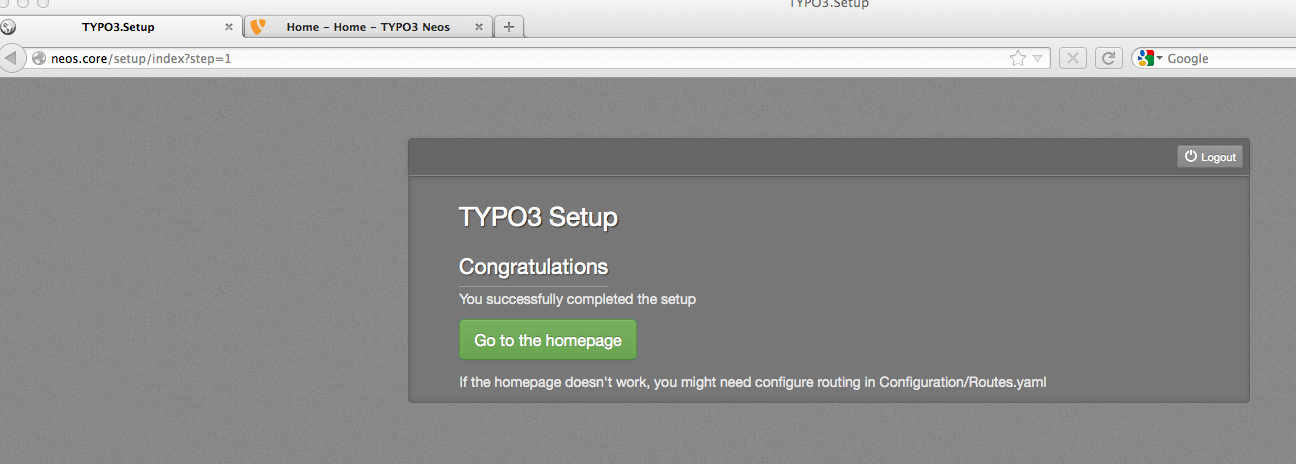 TYPO3.Setup
TYPO3.Setup
Home – Home – TYPO3 Neos
neos.core/setup/index?step=1
Google
Logout
TYPO3 Setup
Congratulations
You successfully completed the setup
Go to the homepage
If the homepage doesn't work, you might need configure routing in Configuration/Routes.yaml